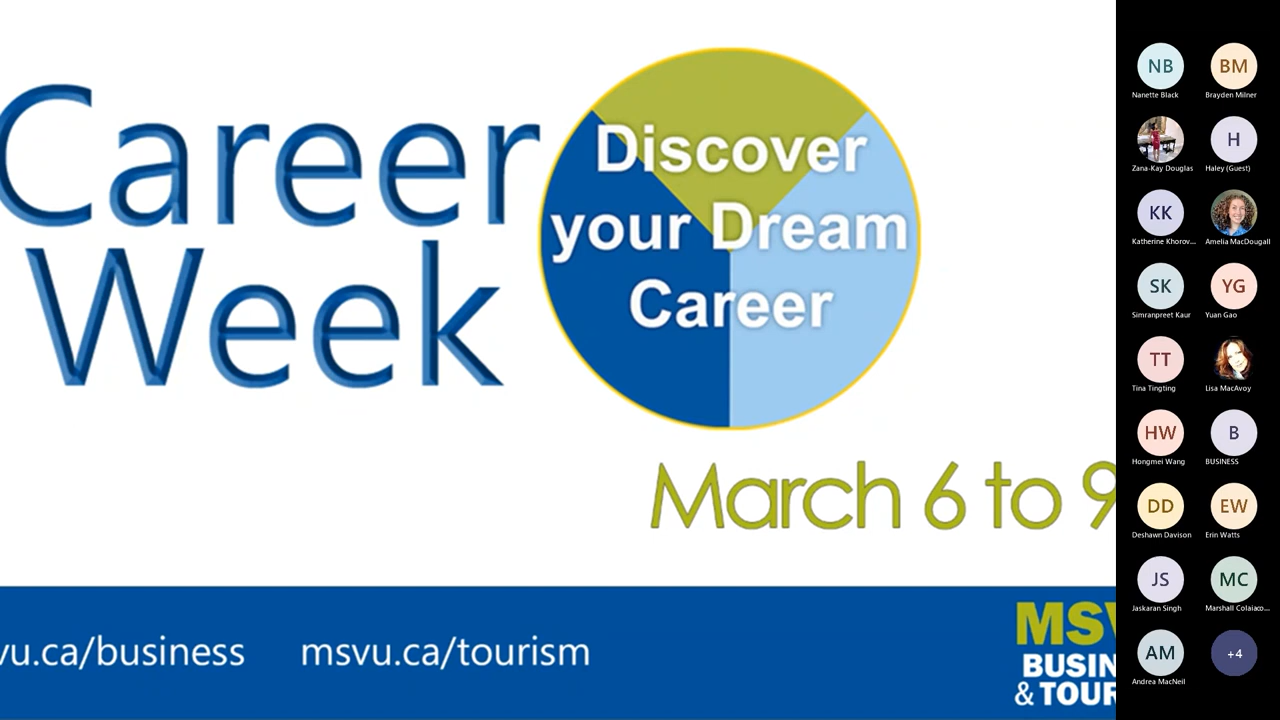 Career
Week
Discover
your Dream
Career
March 6 to 9
vu.ca/business msvu.ca/tourism
MSV
BUSIN
& TOUR
NB BM
Nanette Black Brayden Milner
H
Zana-Kay Douglas Haley (Guest)
KK
Katherine Khorov... Amelia MacDougall
SK YG
Simranpreet Kaur Yuan Gao
TT
Tina Tingting Lisa MacAvoy
HW B
Hongmei Wang BUSINESS
DD EW
Deshawn Davison Erin Watts
JS MC
Jaskaran Singh Marshall Colaiaco...
AM +4
Andrea MacNeil